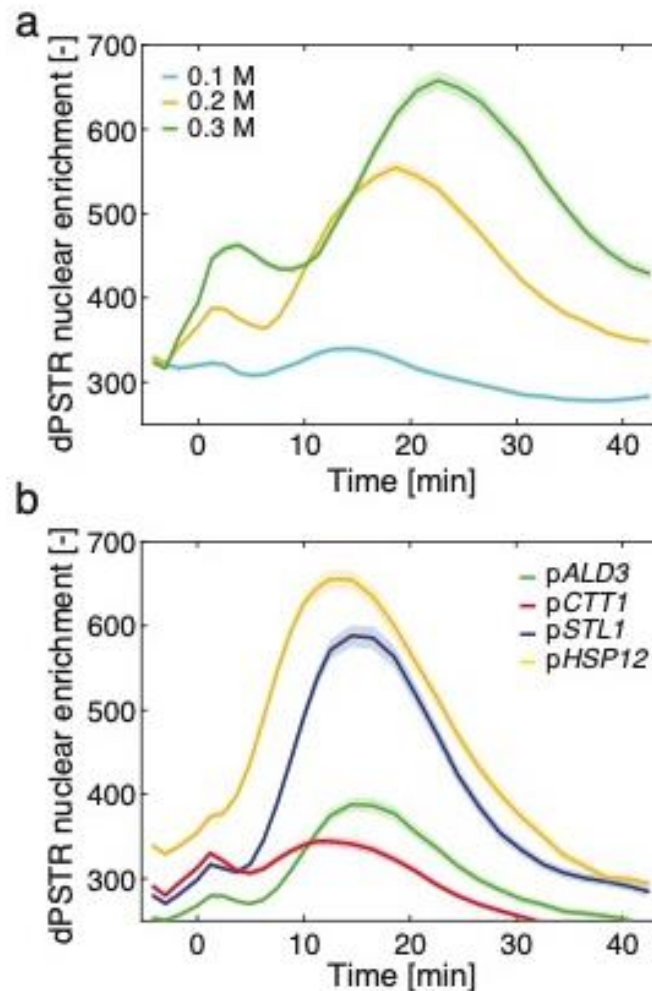 a
dPSTR nuclear enrichment [-]
700
600
500
400
300
0.1 M
0.2 M
0.3 M
0 10 20 30 40
Time [min]
b
dPSTR nuclear enrichment [-]
700
600
500
400
300
pALD3
pCTT1
pSTL1
pHSP12
0 10 20 30 40
Time [min]